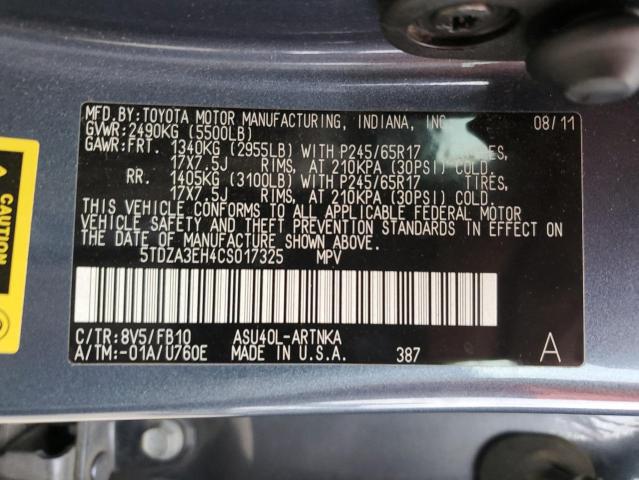 MFD.BY:TOYOTA MOTOR MANUFACTURING, INDIANA, INC. 08/11
GVWR:2490KG (5500LB)
GAWR:FRT. 1340KG (2955LB) WITH P245/65R17
17X7.5J RIMS, AT 210KPA (30PSI) COLD.
RR. 1405KG (3100LB) WITH P245/65R17 TIRES,
17X7.5J RIMS, AT 210KPA (30PSI) COLD.
THIS VEHICLE CONFORMS TO ALL APPLICABLE FEDERAL MOTOR
VEHICLE SAFETY AND THEFT PREVENTION STANDARDS IN EFFECT ON
THE DATE OF MANUFACTURE SHOWN ABOVE.
5TDZA3EH4CS017325 MPV
C/TR:8V5/FB10 ASU40L-ARTNKA
A/TM:-01A/U760E MADE IN U.S.A. 387 A
CAUTION